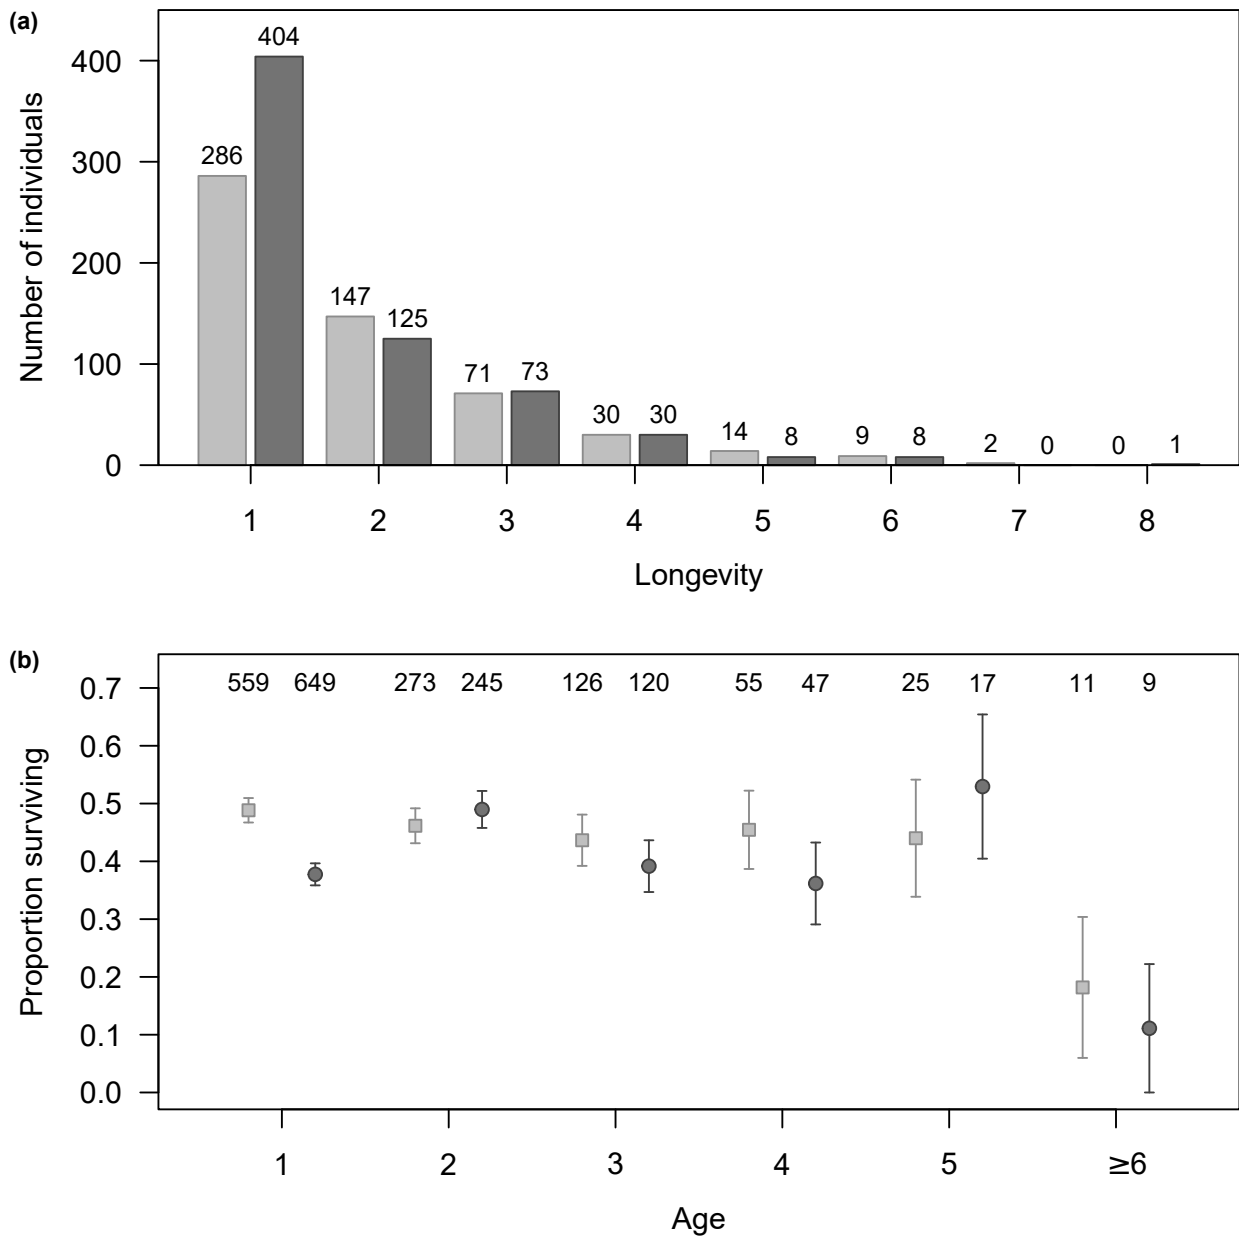 (a)
Number of individuals
400
300
200
100
0
286 404
147 125
71 73
30 30
14 8
9 8
2 0
0 1
1 2 3 4 5 6 7 8
Longevity
(b)
Proportion surviving
0.7
0.6
0.5
0.4
0.3
0.2
0.1
0.0
559 649 273 245 126 120 55 47 25 17 11 9
1 2 3 4 5 ≥6
Age